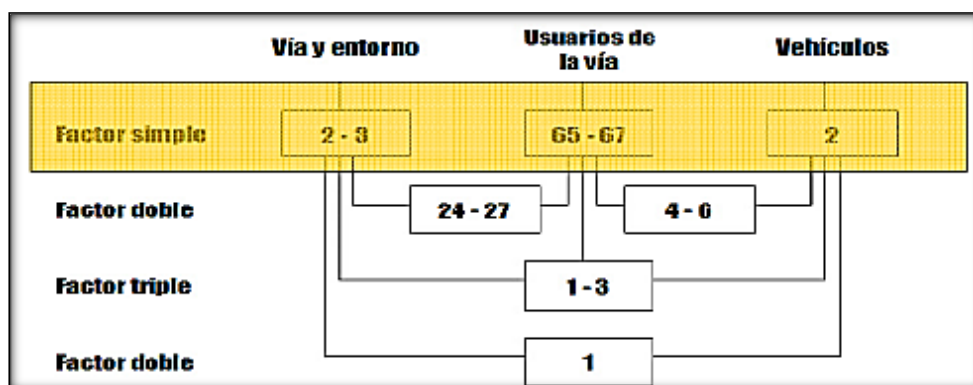 Vía y entorno
Usuarios de
la vía
Vehículos
Factor simple
2 - 3
65 - 67
2
Factor doble
24 - 27
4 - 6
Factor triple
1 - 3
Factor doble
1